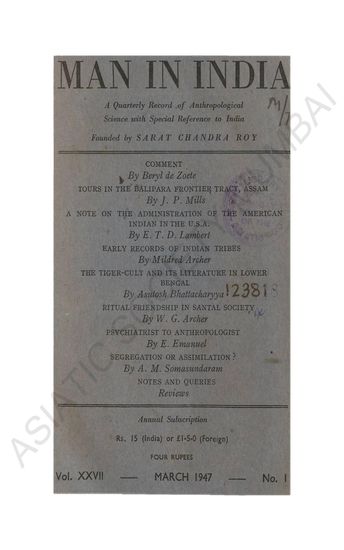 MAN IN INDIA
A Quarterly Record of Anthropological
Science with Special Reference to India
Founded by SARAT CHANDRA ROY
COMMENT
By Beryl de Zoete
TOURS IN THE BALIPARA FRONTIER TRACT, ASSAM
By J. P. Mills
A NOTE ON THE ADMINISTRATION OF THE AMERICAN
INDIAN IN THE U.S.A.
By E. T. D. Lambert
EARLY RECORDS OF INDIAN TRIBES
By Mildred Archer
THE TIGER-CULT AND ITS LITERATURE IN LOWER
BENGAL
By Asutosh Bhattacharyya 123818
RITUAL FRIENDSHIP IN SANTAL SOCIETY
By W. G. Archer
PSYCHIATRIST TO ANTHROPOLOGIST
By E. Emanuel
SEGREGATION OR ASSIMILATION?
By A. M. Somasundaram
NOTES AND QUERIES
Reviews
Annual Subscription
Rs. 15 (India) or £1-5-0 (Foreign)
FOUR RUPEES
Vol. XXVII — MARCH 1947 — No. 1
ASIATIC
MUMBAI